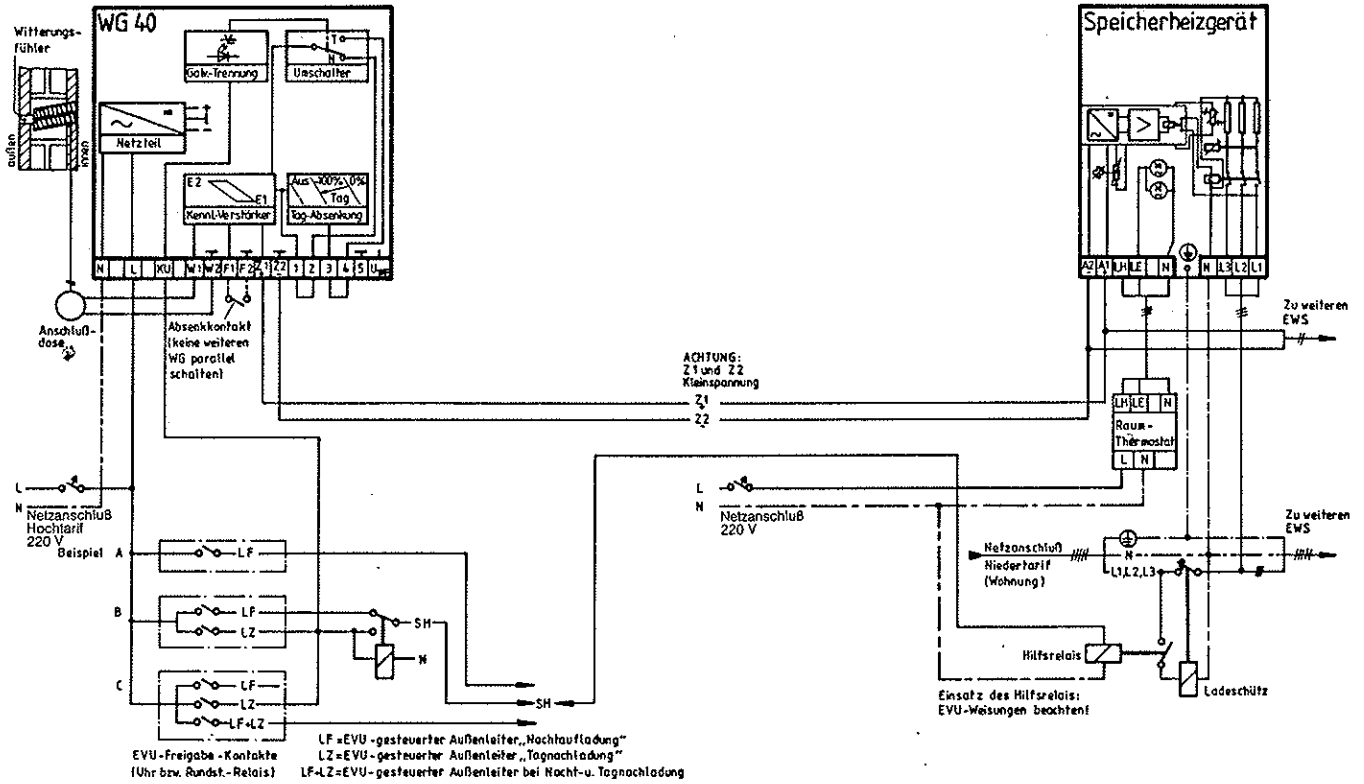 WG 40
Speicherheizgerät
Witterungs-
fühler
außen
innen
Galv.-Trennung
T
N
Umschalter
Netzteil
E2
E1
Kennl.-Verstärker
Aus 100% 0%
Tag
Tag-Absenkung
N L KU W1 W2 F1 F2 Z1 Z2 1 2 3 4 5
A2 A1 LH LE N N L3 L2 L1
Anschluß-
dose
Absenkkontakt
(keine weiteren
WG parallel
schalten)
Zu weiteren
EWS
ACHTUNG:
Z1 und Z2
Kleinspannung
Z1
Z2
LH LE N
Raum-
Thermostat
L N
L
N
Netzanschluß
Hochtarif
220 V
L
N
Netzanschluß
220 V
Beispiel A
LF
B
LF
LZ
SH
N
C
LF
LZ
LF+LZ
SH
Netzanschluß
Niedertarif
(Wohnung)
N
L1,L2,L3
Zu weiteren
EWS
Hilfsrelais
Ladeschütz
Einsatz des Hilfsrelais:
EVU-Weisungen beachten!
EVU-Freigabe-Kontakte
(Uhr bzw. Rundst.-Relais)
LF =EVU-gesteuerter Außenleiter „Nachtaufladung"
LZ=EVU-gesteuerter Außenleiter „Tagnachladung"
LF+LZ=EVU-gesteuerter Außenleiter bei Nacht-u. Tagnachladung